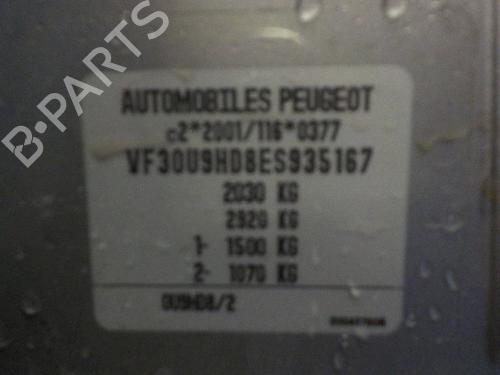 B-PARTS
AUTOMOBILES PEUGEOT
c2*2001/116*0377
VF30U9HD8ES935167
2030 KG
2920 KG
1- 1500 KG
2- 1070 KG
0U9HD8/2